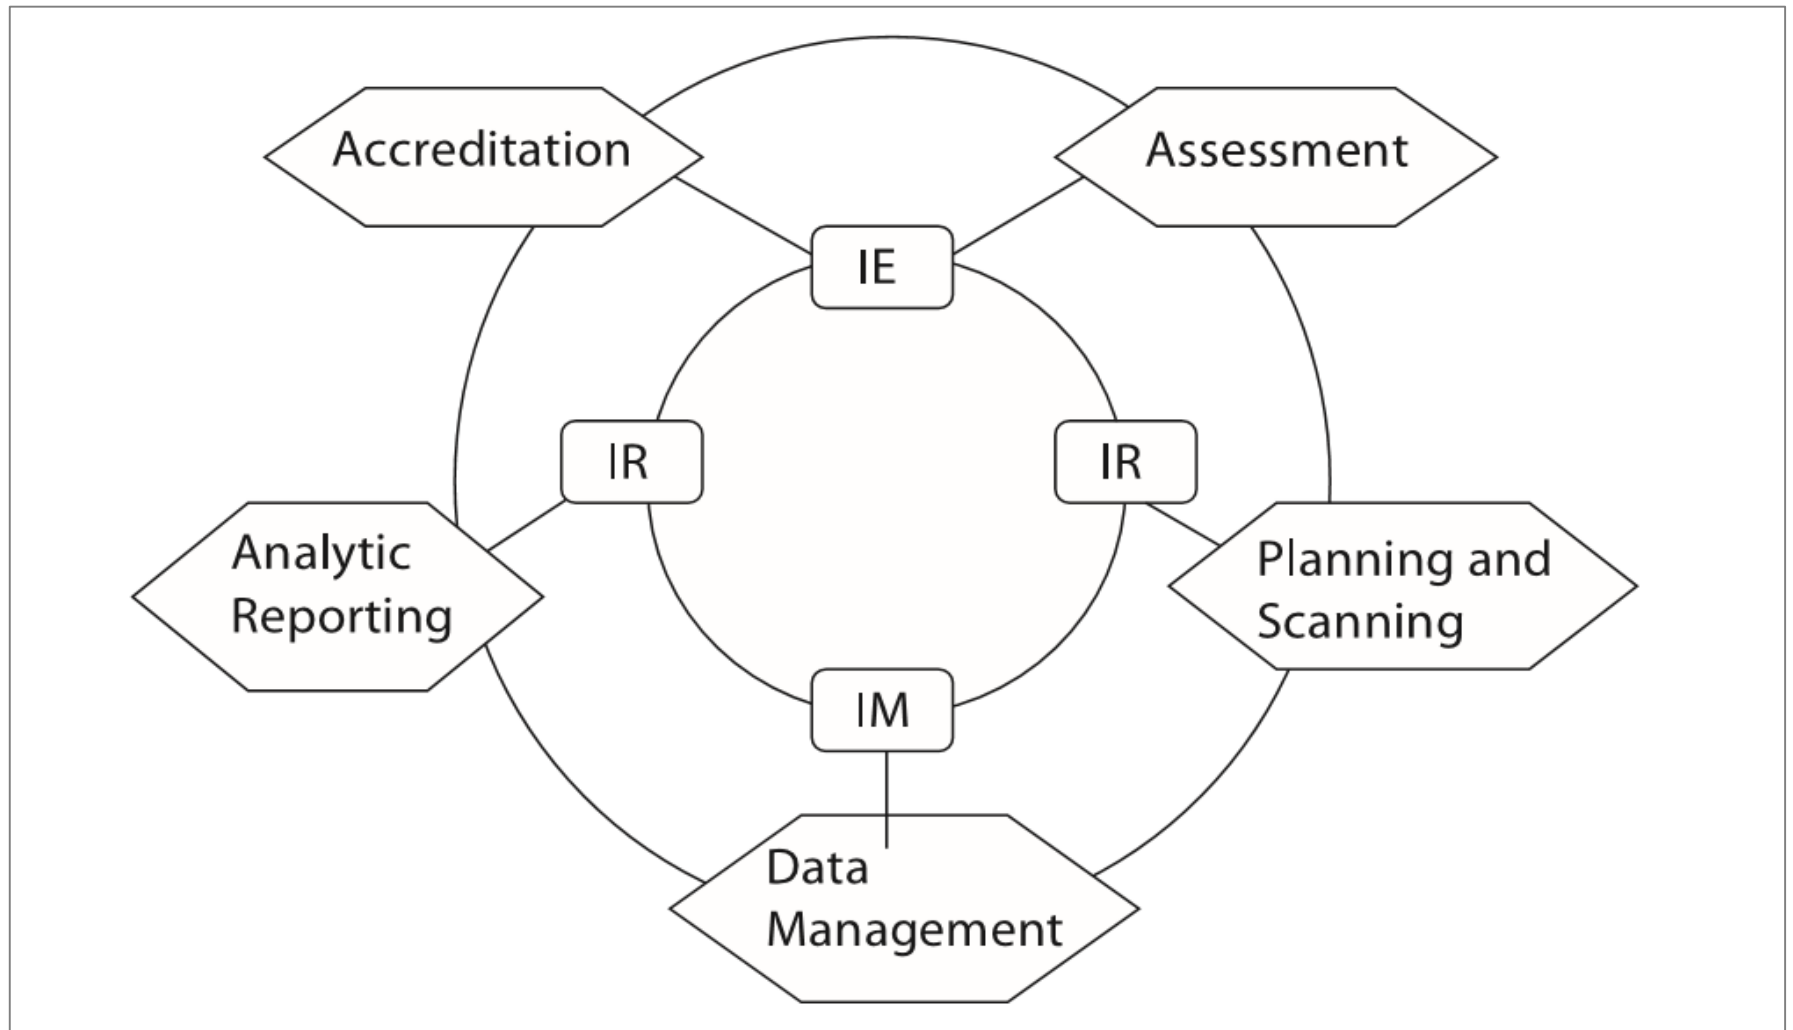 Accreditation
Assessment
IE
IR
IR
Analytic
Reporting
Planning and
Scanning
IM
Data
Management